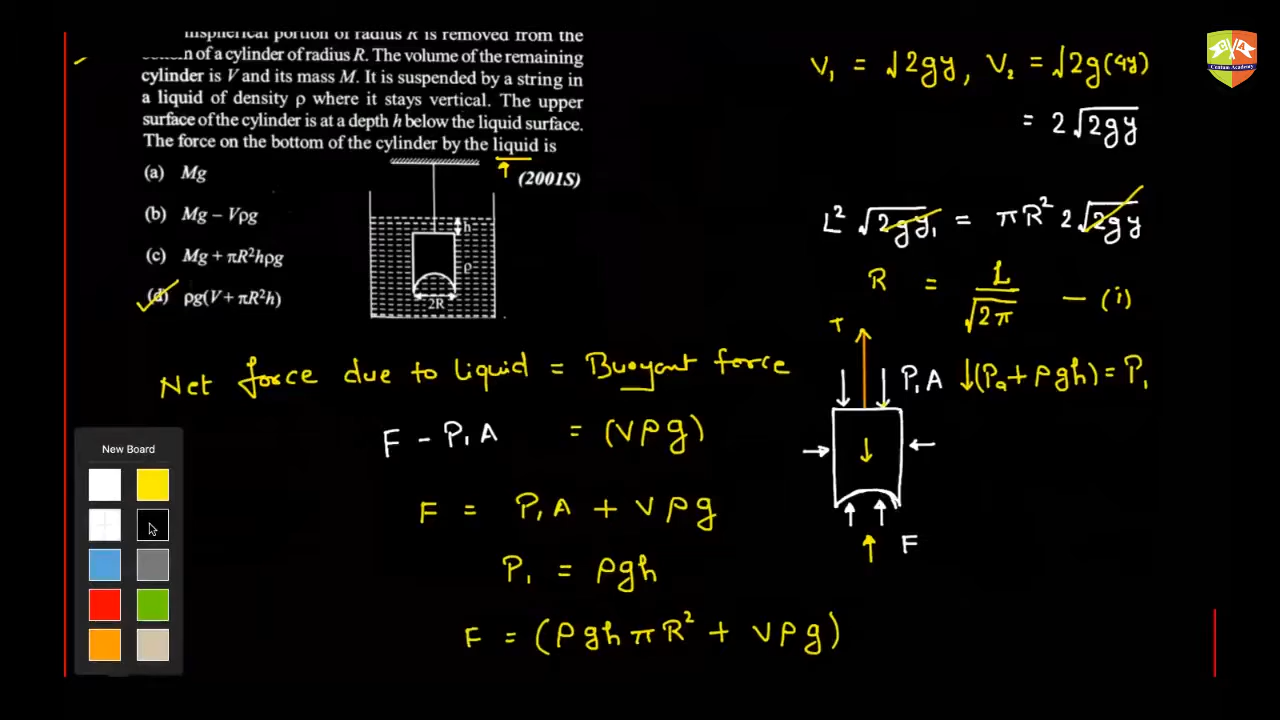 mispherical portion of radius R is removed from the
of a cylinder of radius R. The volume of the remaining
cylinder is V and its mass M. It is suspended by a string in
a liquid of density ρ where it stays vertical. The upper
surface of the cylinder is at a depth h below the liquid surface.
The force on the bottom of the cylinder by the liquid is
(2001S)
(a) Mg
(b) Mg – Vρg
(c) Mg + πR²hρg
(d) ρg(V + πR²h)
h
ρ
2R
V₁ = √2gy, V₂ = √2g(4y)
= 2√2gy
L² √2gy₁ = πR² 2√2gy
R = L/√2π — (i)
Net force due to liquid = Buoyant force
F - P₁A = (Vρg)
F = P₁A + Vρg
P₁ = ρgh
F = (ρghπR² + Vρg)
T
P₁A ↓(Pₐ + ρgh) = P₁
F
New Board
Centum Academy